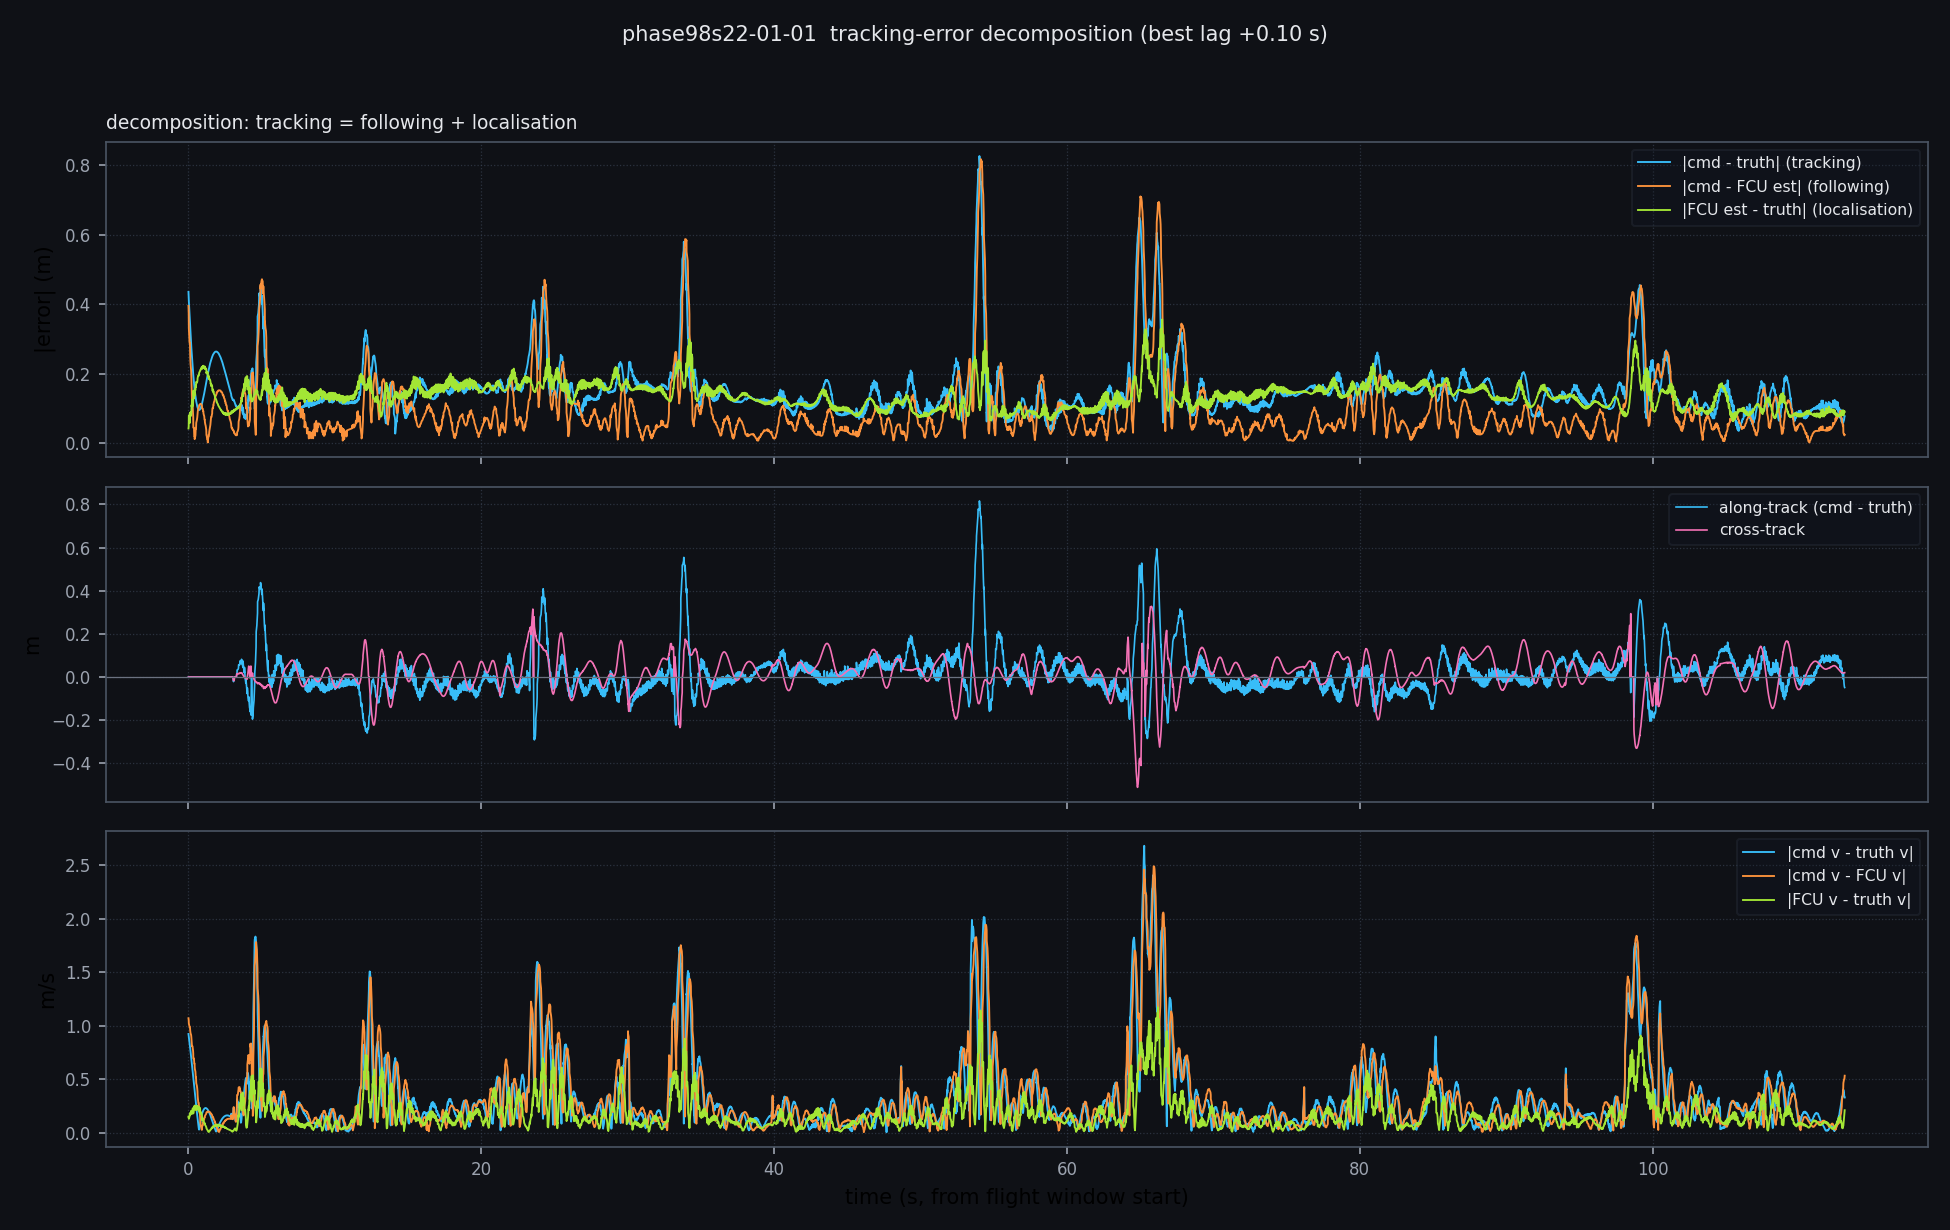 phase98s22-01-01  tracking-error decomposition (best lag +0.10 s)
decomposition: tracking = following + localisation
|error| (m)
0.8
0.6
0.4
0.2
0.0
|cmd - truth| (tracking)
|cmd - FCU est| (following)
|FCU est - truth| (localisation)
m
0.8
0.6
0.4
0.2
0.0
−0.2
−0.4
along-track (cmd - truth)
cross-track
m/s
2.5
2.0
1.5
1.0
0.5
0.0
|cmd v - truth v|
|cmd v - FCU v|
|FCU v - truth v|
0 20 40 60 80 100
time (s, from flight window start)